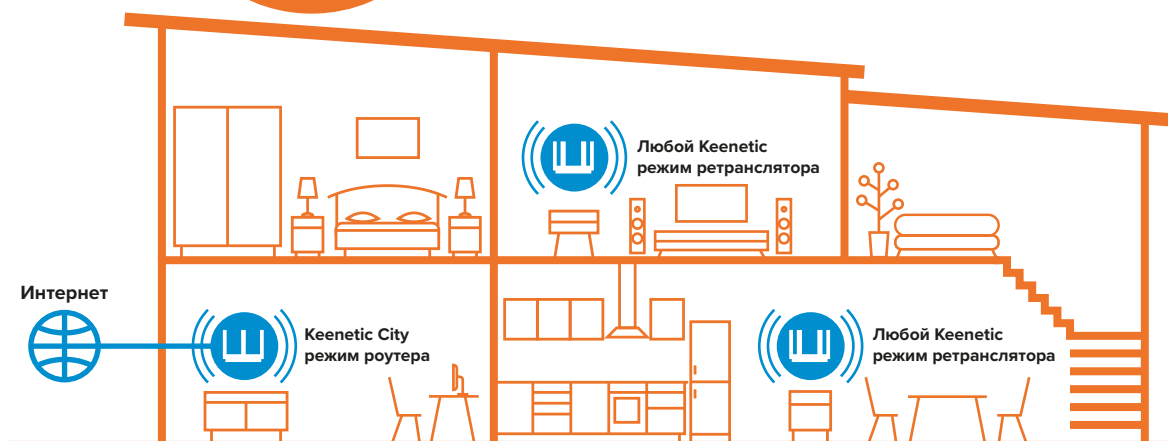 Любой Keenetic
режим ретранслятора
Интернет
Keenetic City
режим роутера
Любой Keenetic
режим ретранслятора